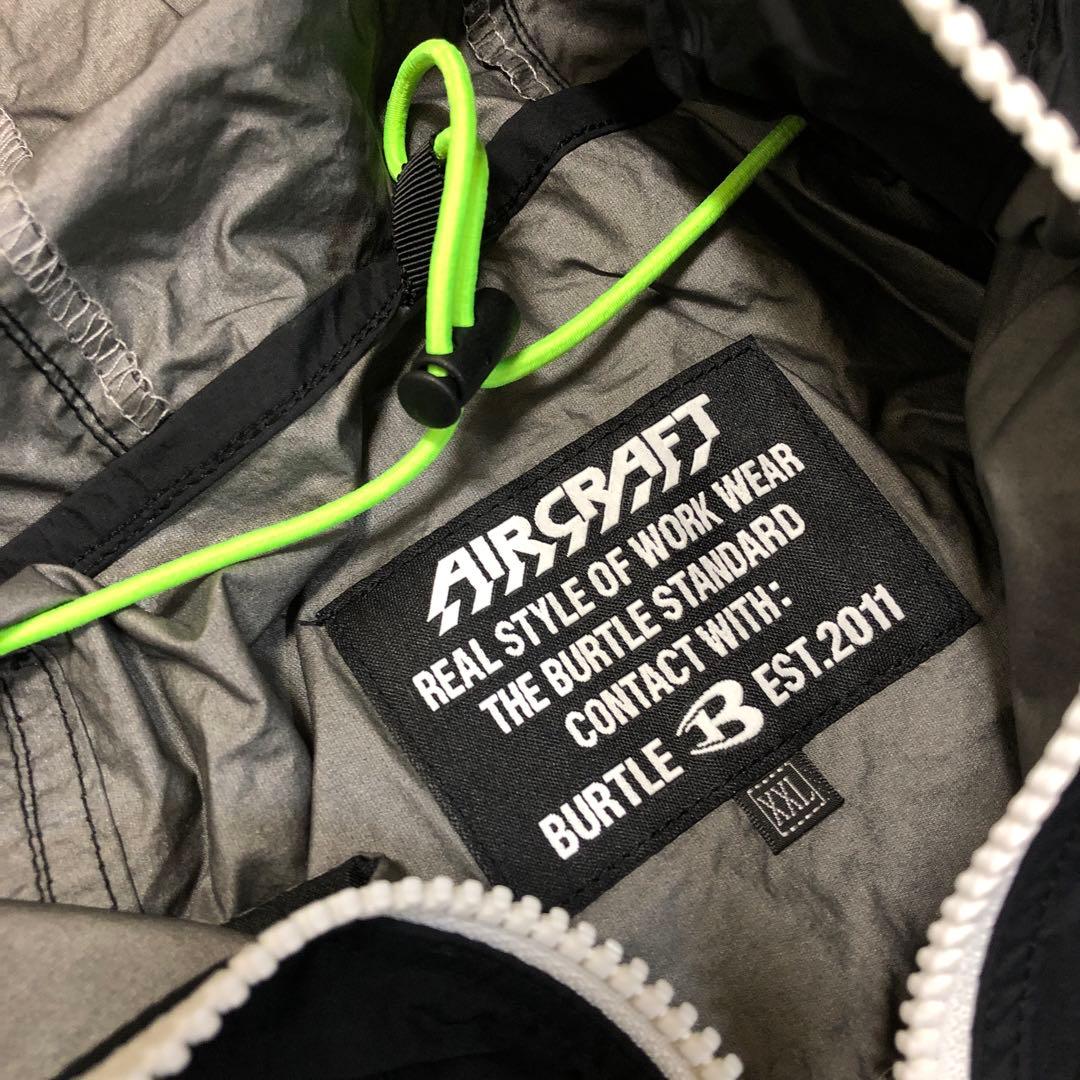 AIRCRAFT
REAL STYLE OF WORK WEAR
THE BURTLE STANDARD
CONTACT WITH:
BURTLE B EST.2011
XXL